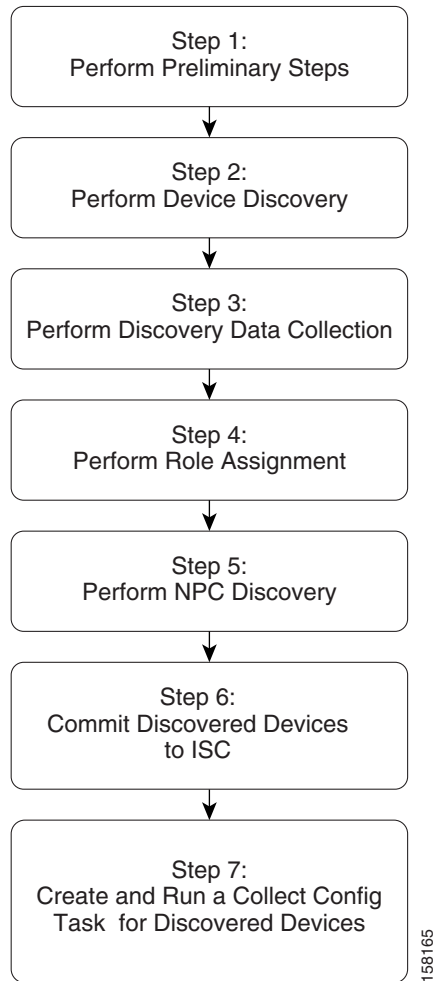 Step 1:
Perform Preliminary Steps
Step 2:
Perform Device Discovery
Step 3:
Perform Discovery Data Collection
Step 4:
Perform Role Assignment
Step 5:
Perform NPC Discovery
Step 6:
Commit Discovered Devices
to ISC
Step 7:
Create and Run a Collect Config
Task for Discovered Devices
158165